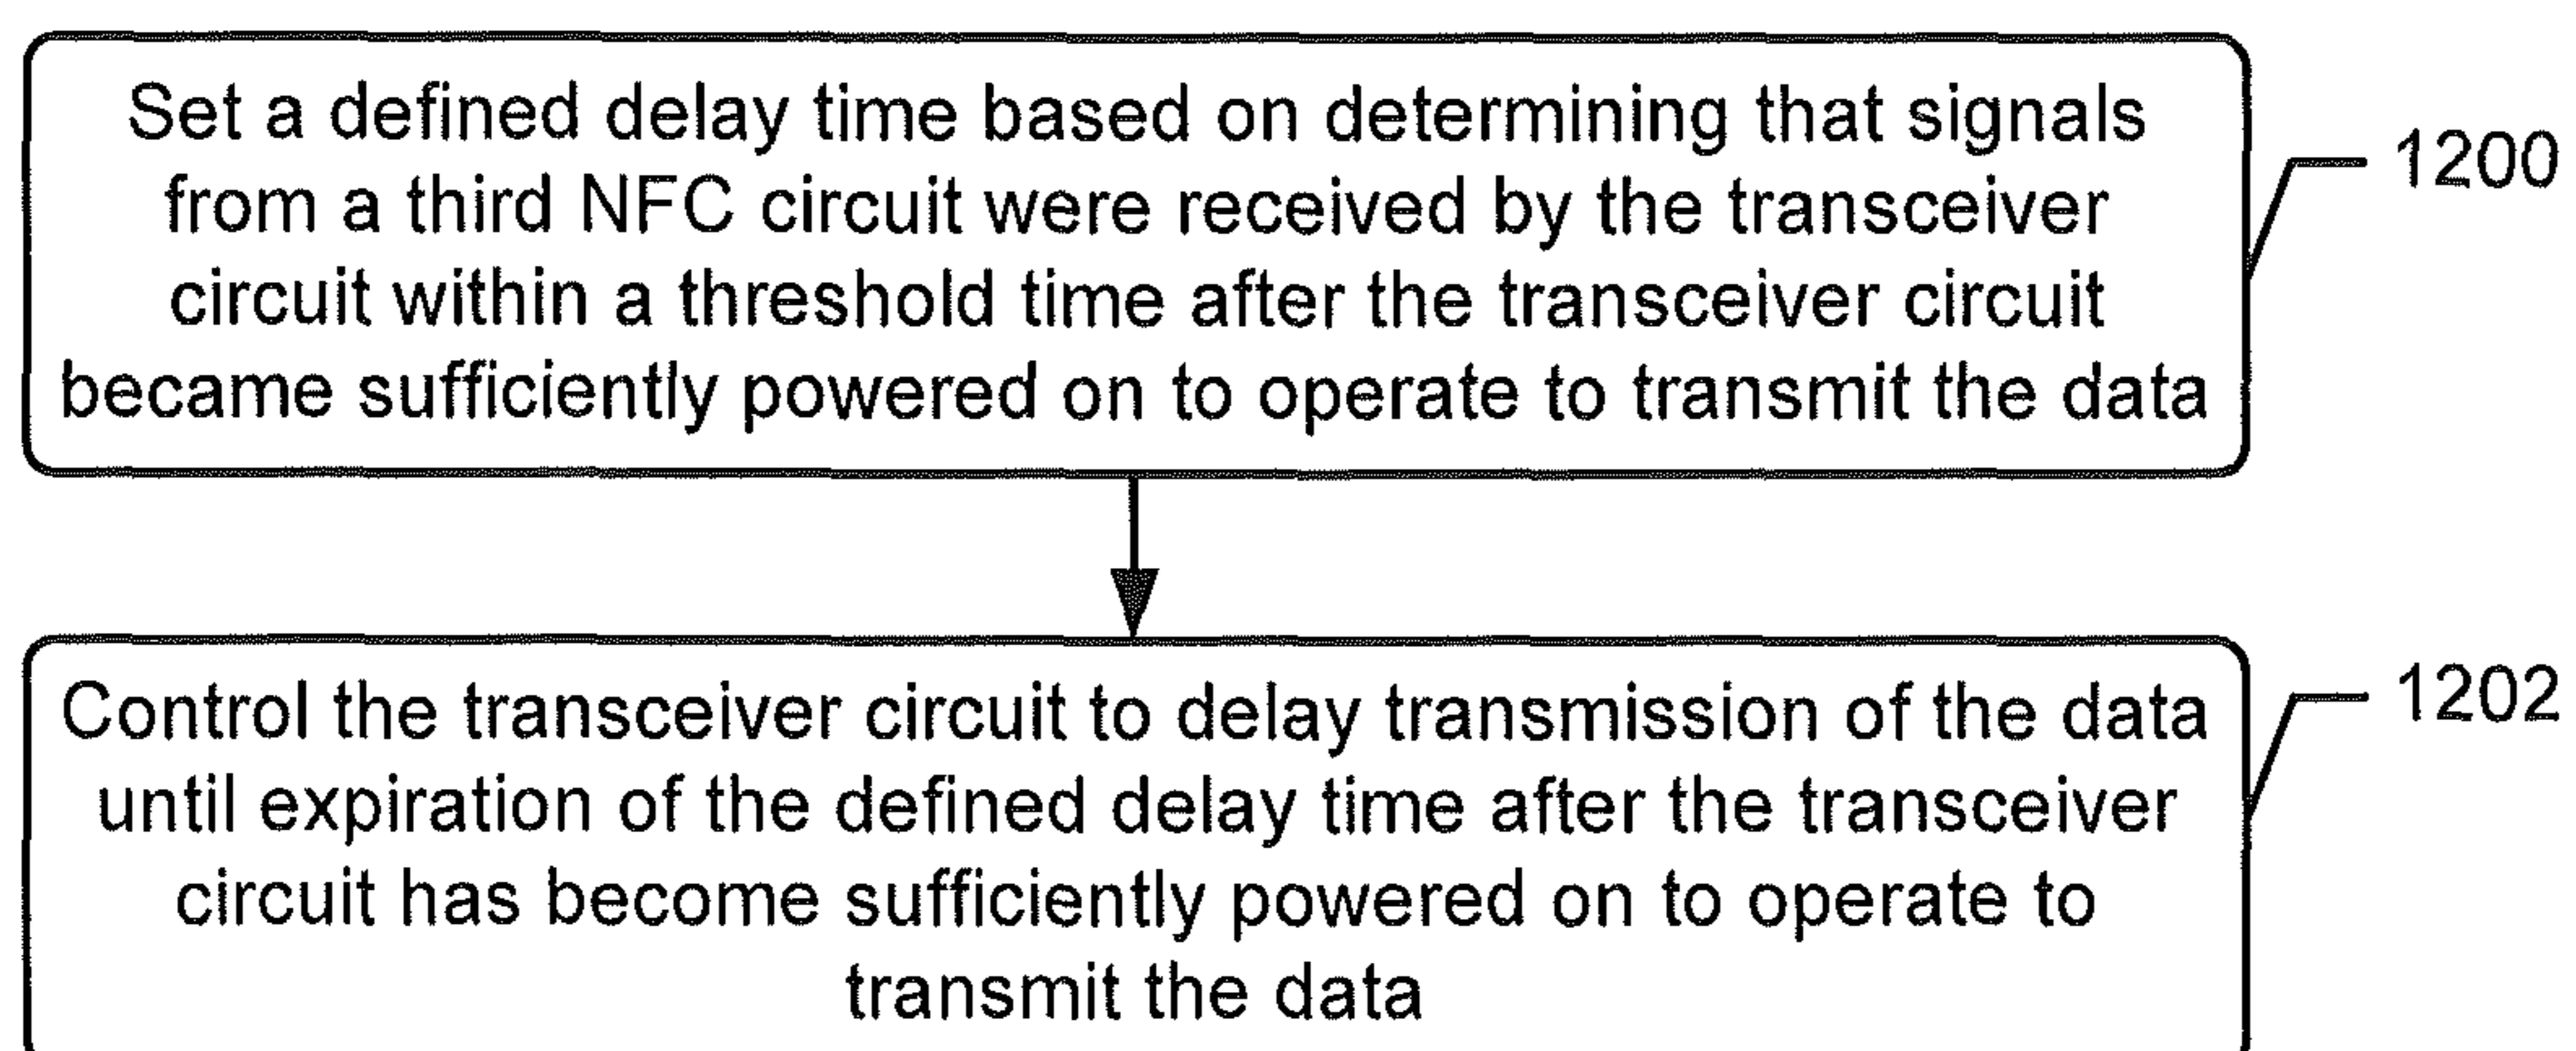 Set a defined delay time based on determining that signals
from a third NFC circuit were received by the transceiver
circuit within a threshold time after the transceiver circuit
became sufficiently powered on to operate to transmit the data
1200
Control the transceiver circuit to delay transmission of the data
until expiration of the defined delay time after the transceiver
circuit has become sufficiently powered on to operate to
transmit the data
1202